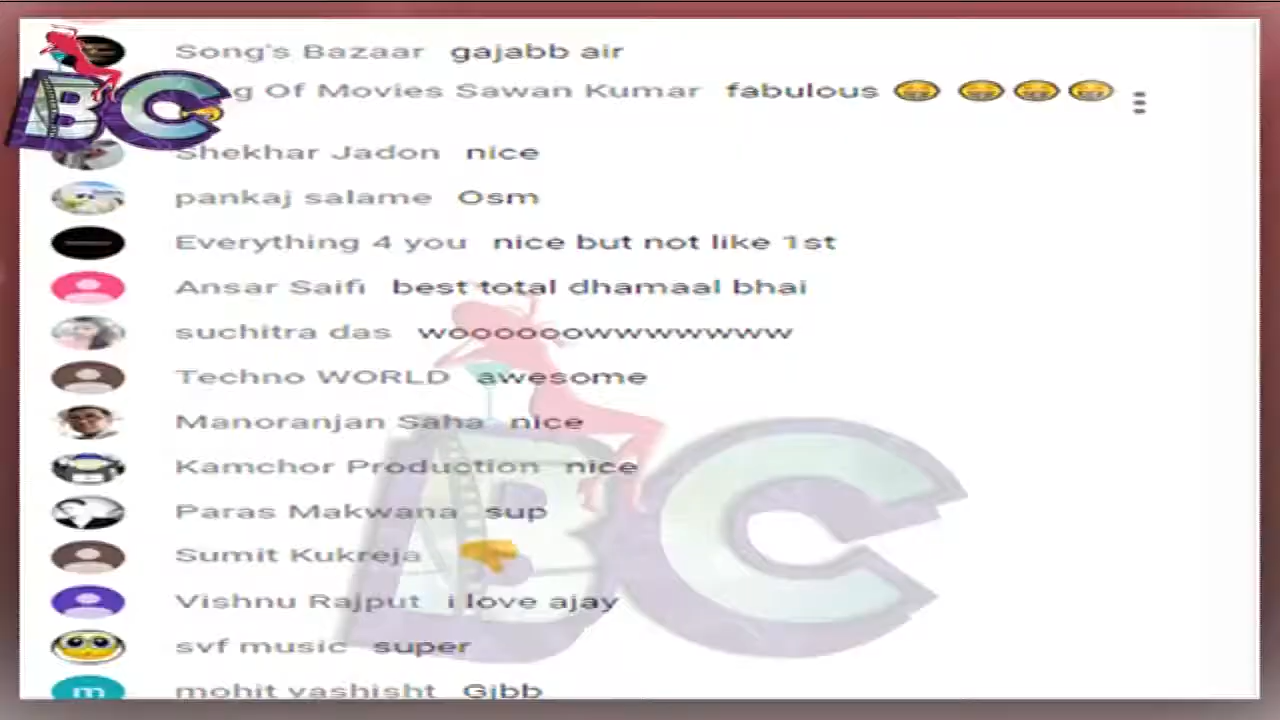 Song's Bazaar gajabb air
BC
g Of Movies Sawan Kumar fabulous 😁 😁 😁 😁
Shekhar Jadon nice
pankaj salame Osm
Everything 4 you nice but not like 1st
Ansar Saifi best total dhamaal bhai
suchitra das woooooowwwwwww
Techno WORLD awesome
Manoranjan Saha nice
Kamchor Production nice
Paras Makwana sup
Sumit Kukreja
Vishnu Rajput i love ajay
svf music super
m mohit vashisht Gjbb
BC